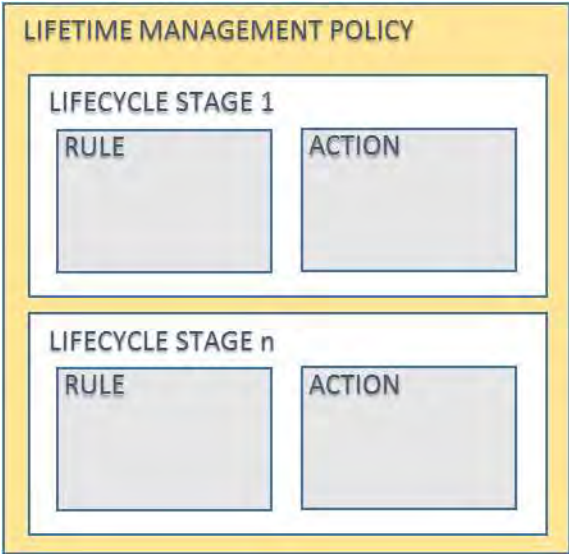 LIFETIME MANAGEMENT POLICY
LIFECYCLE STAGE 1
RULE
ACTION
LIFECYCLE STAGE n
RULE
ACTION